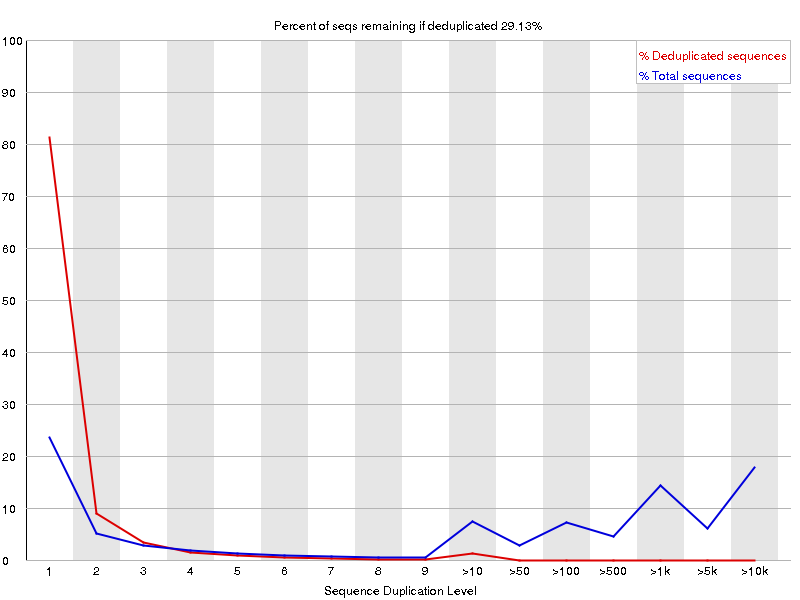 Percent of seqs remaining if deduplicated 29.13%
% Deduplicated sequences
% Total sequences
100
90
80
70
60
50
40
30
20
10
0
1 2 3 4 5 6 7 8 9 >10 >50 >100 >500 >1k >5k >10k
Sequence Duplication Level